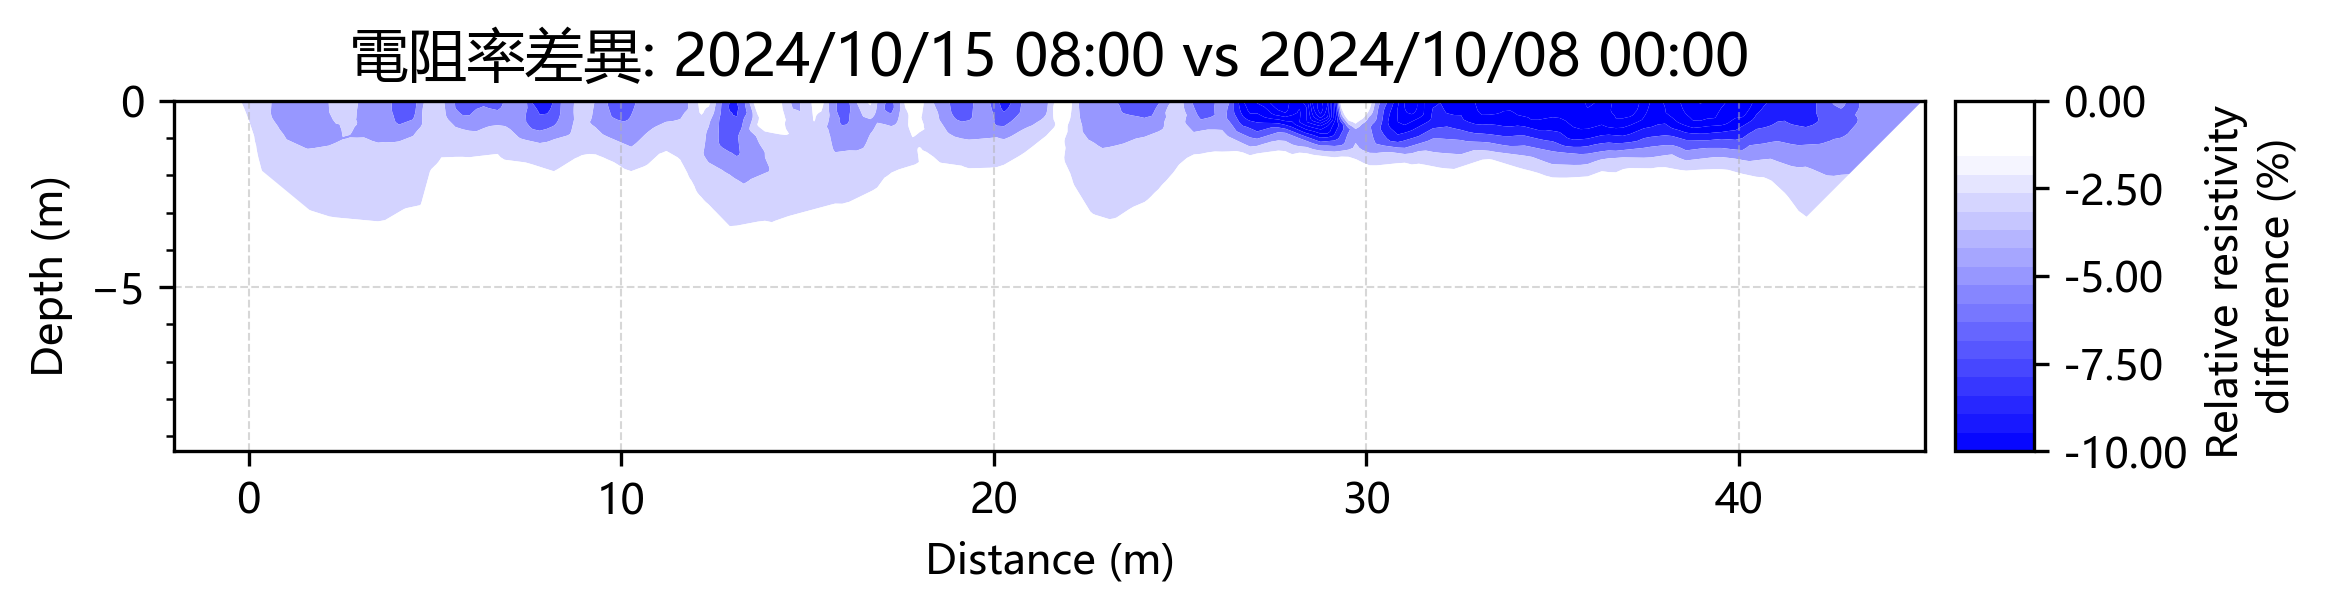 電阻率差異: 2024/10/15 08:00 vs 2024/10/08 00:00
Depth (m)
0
−5
0
10
20
30
40
Distance (m)
0.00
-2.50
-5.00
-7.50
-10.00
Relative resistivity
difference (%)